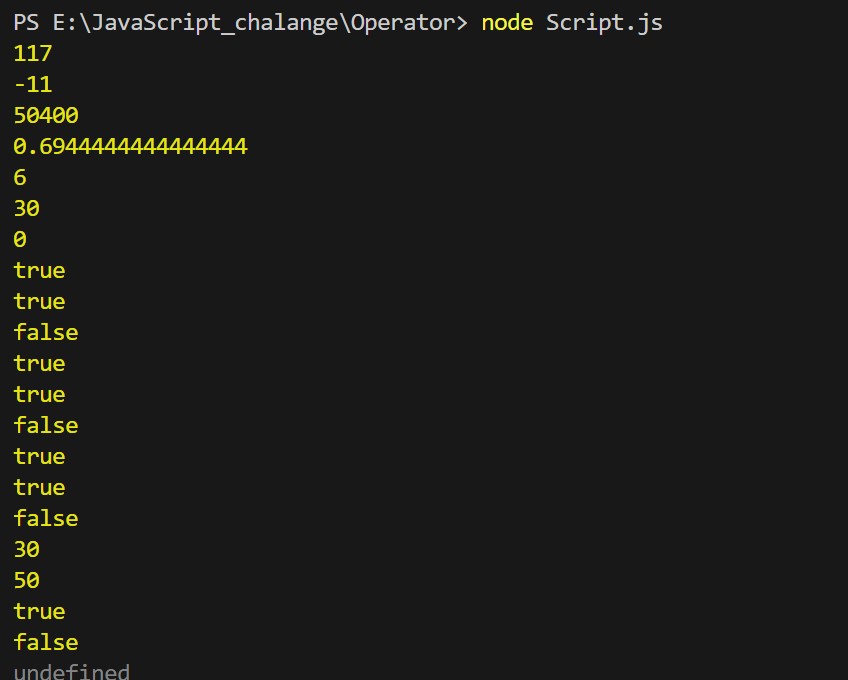 PS E:\JavaScript_chalange\Operator> node Script.js
117
-11
50400
0.6944444444444444
6
30
0
true
true
false
true
true
false
true
true
false
30
50
true
false
undefined